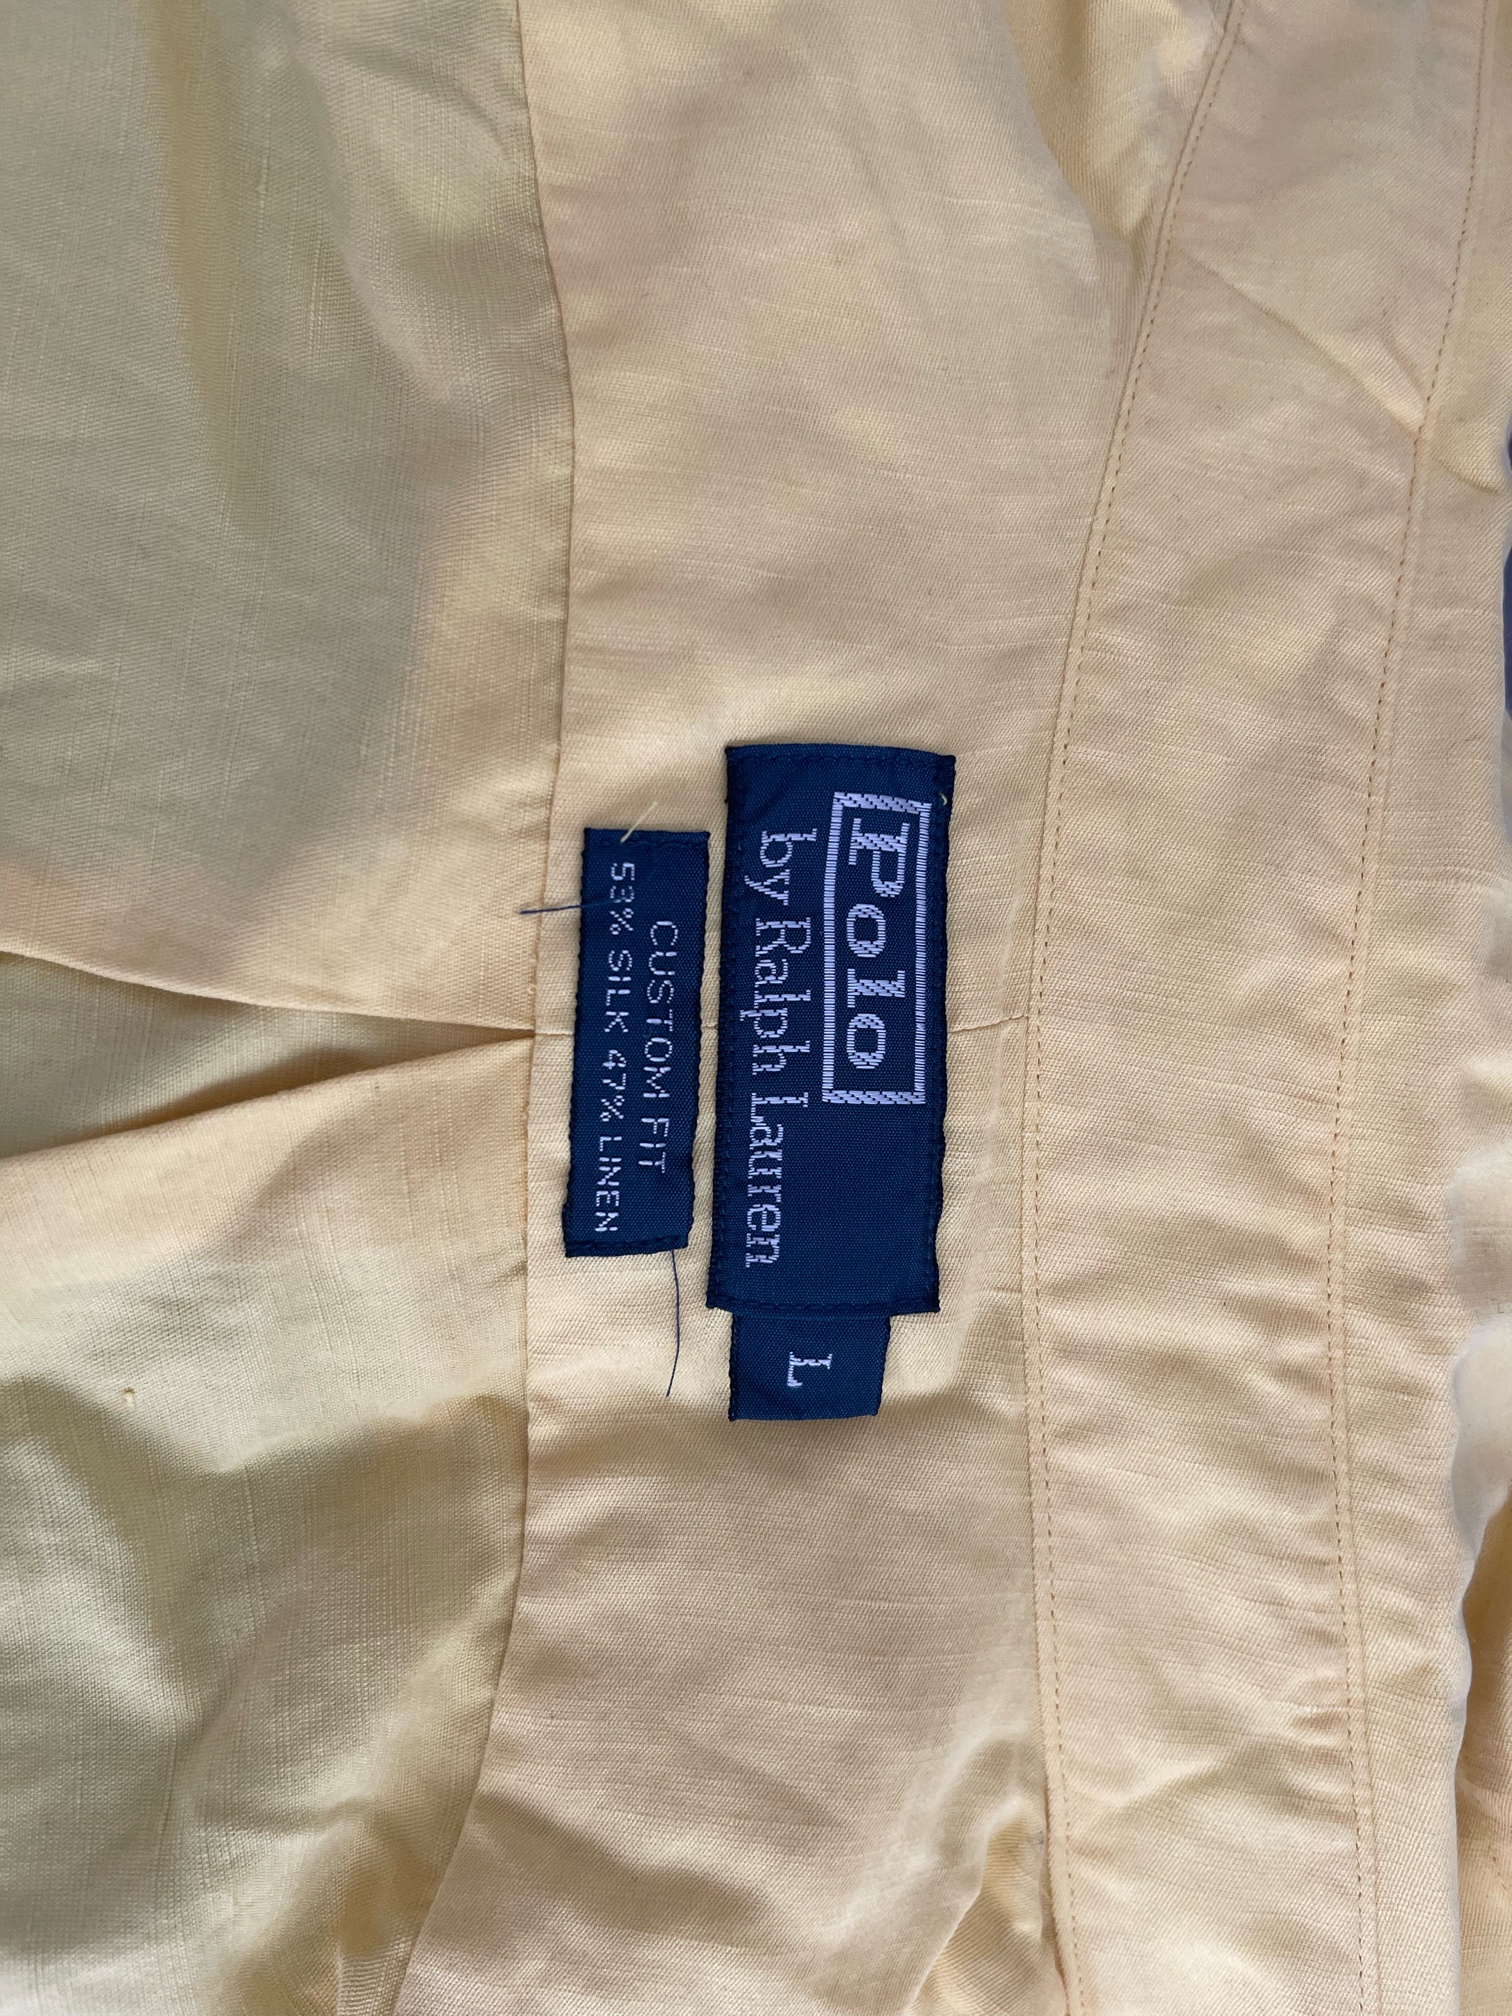 Polo
by Ralph Lauren
L
CUSTOM FIT
53% SILK 47% LINEN